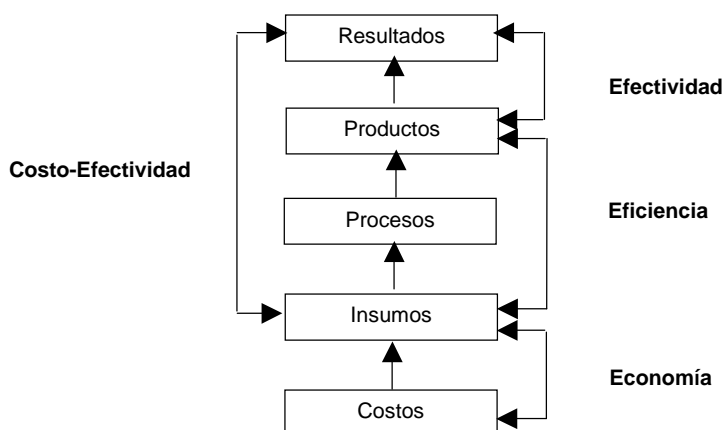 Resultados
Efectividad
Productos
Costo-Efectividad
Procesos
Eficiencia
Insumos
Economía
Costos